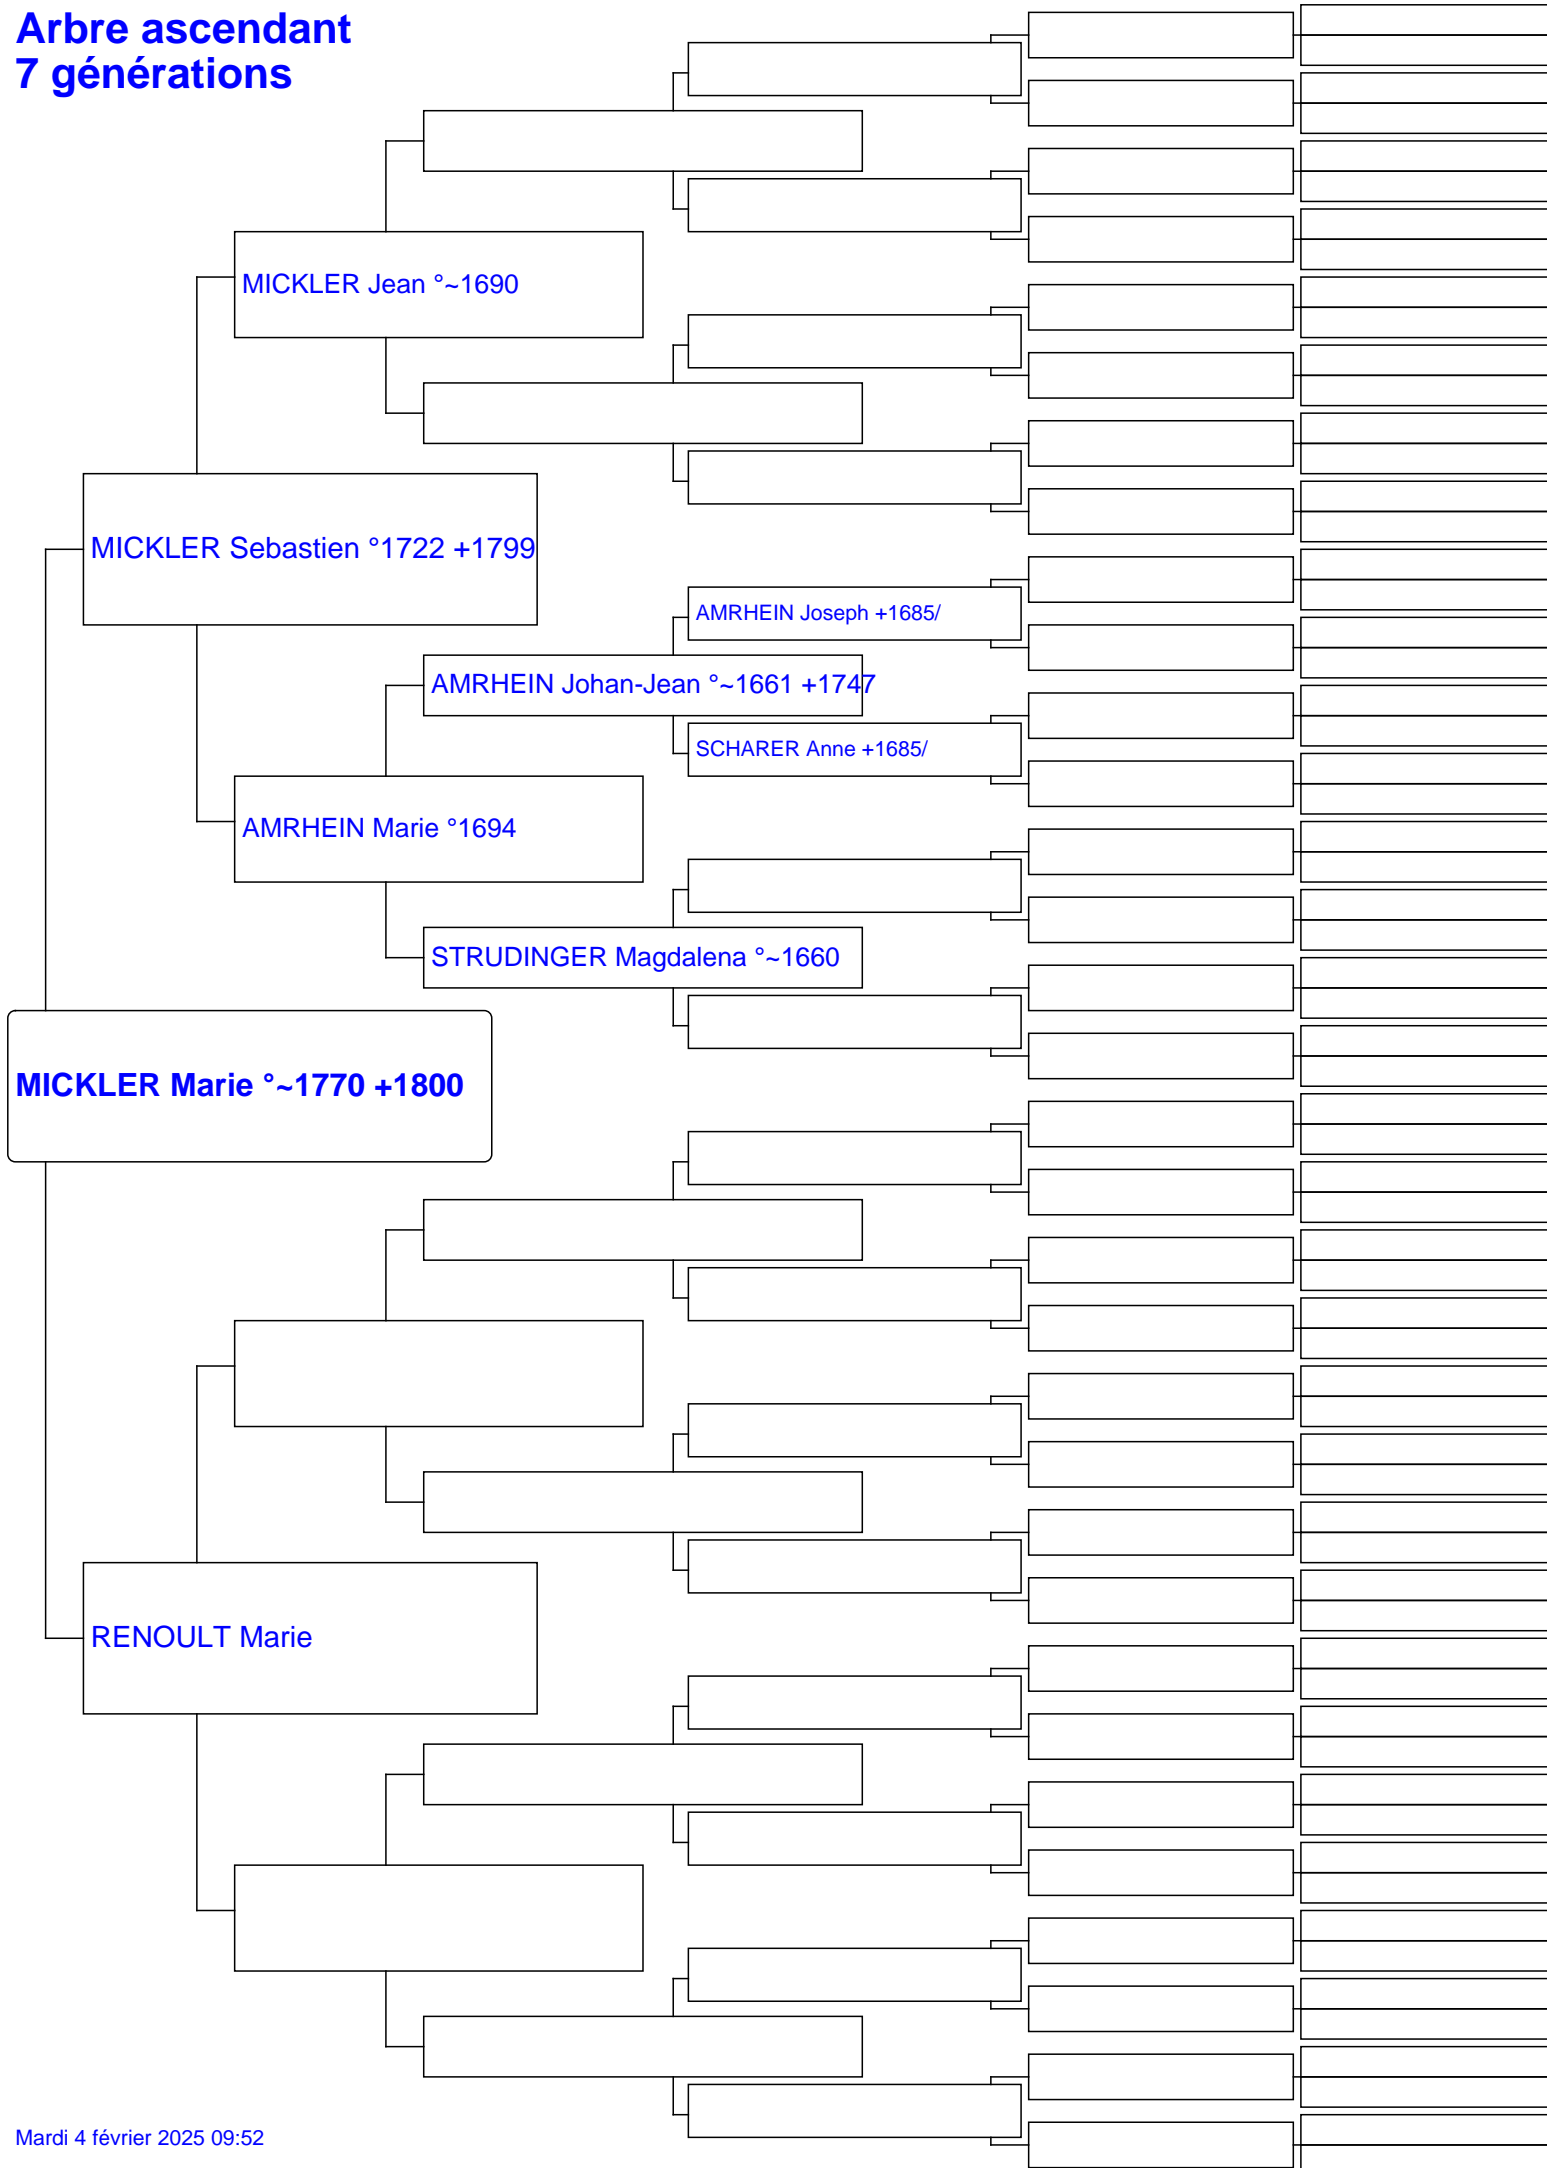 Arbre ascendant
7 générations
MICKLER Jean °~1690
MICKLER Sebastien °1722 +1799
AMRHEIN Joseph +1685/
AMRHEIN Johan-Jean °~1661 +1747
SCHARER Anne +1685/
AMRHEIN Marie °1694
STRUDINGER Magdalena °~1660
MICKLER Marie °~1770 +1800
RENOULT Marie
Mardi 4 février 2025 09:52